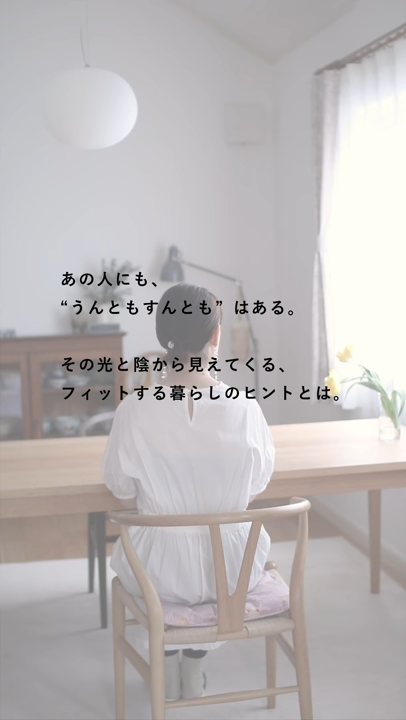 あの人にも、
“うんともすんとも” はある。
その光と陰から見えてくる、
フィットする暮らしのヒントとは。